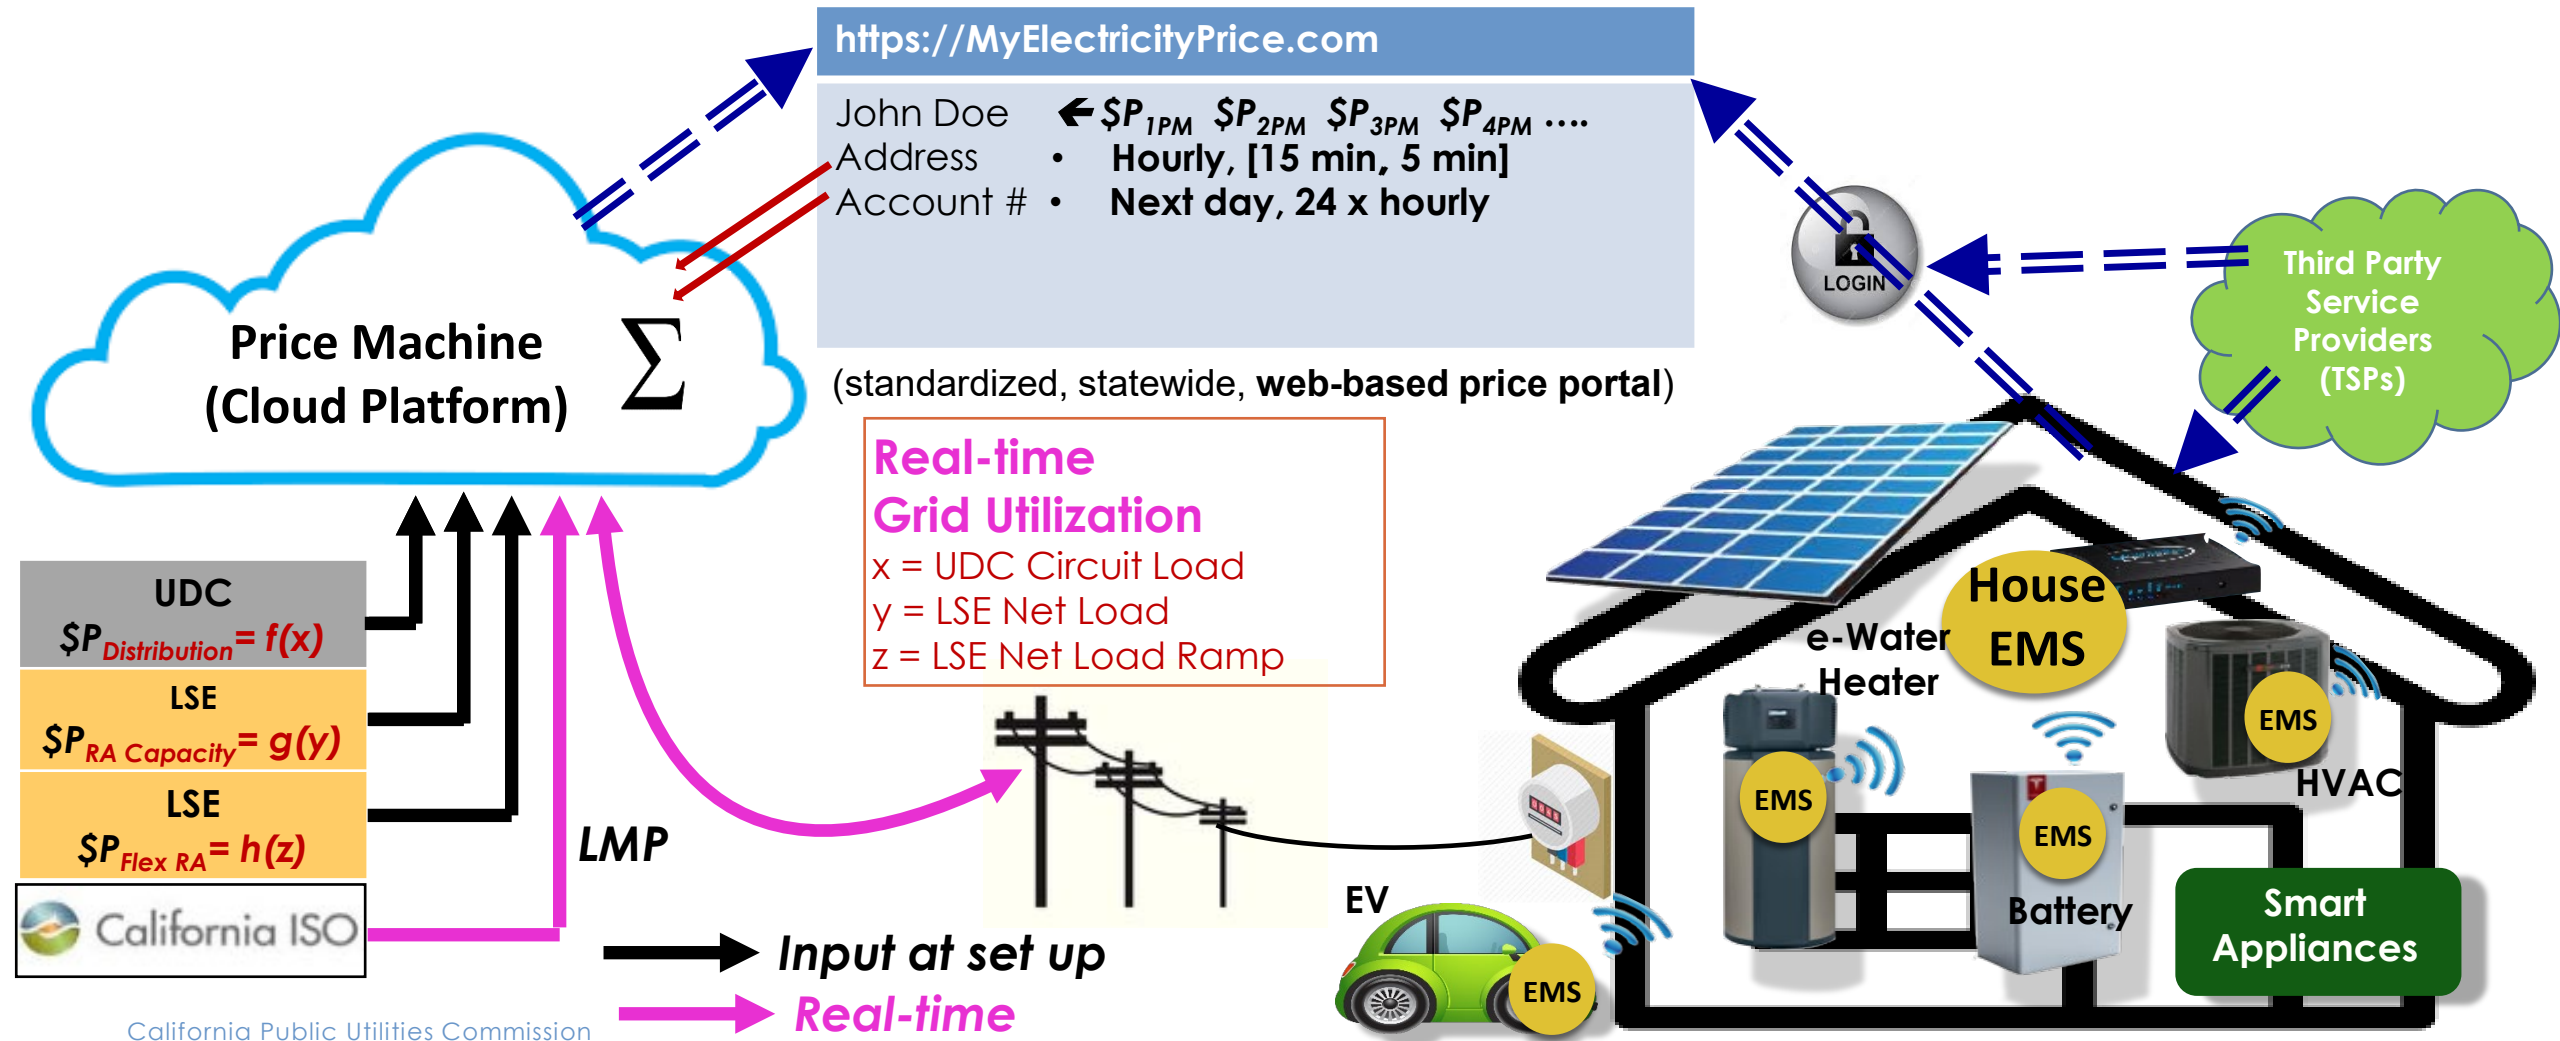 https://MyElectricityPrice.com
John Doe 🡸 $P1PM $P2PM $P3PM $P4PM ....
Address • Hourly, [15 min, 5 min]
Account # • Next day, 24 x hourly
(standardized, statewide, web-based price portal)
Price Machine
(Cloud Platform)
∑
LOGIN
Third Party
Service
Providers
(TSPs)
Real-time
Grid Utilization
x = UDC Circuit Load
y = LSE Net Load
z = LSE Net Load Ramp
UDC
$PDistribution= f(x)
LSE
$PRA Capacity= g(y)
LSE
$PFlex RA= h(z)
California ISO
LMP
Input at set up
Real-time
California Public Utilities Commission
House
EMS
e-Water
Heater
EMS
EMS
HVAC
EMS
Battery
EV
EMS
Smart
Appliances